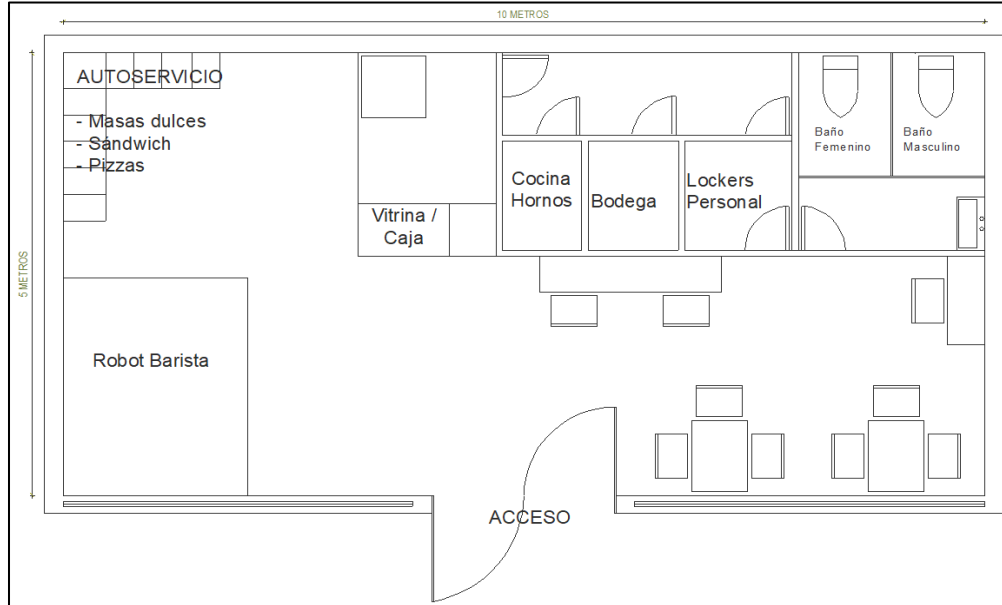 10 METROS
AUTOSERVICIO
- Masas dulces
- Sándwich
- Pizzas
Baño
Femenino
Baño
Masculino
Cocina
Hornos
Bodega
Lockers
Personal
Vitrina /
Caja
5 METROS
Robot Barista
ACCESO